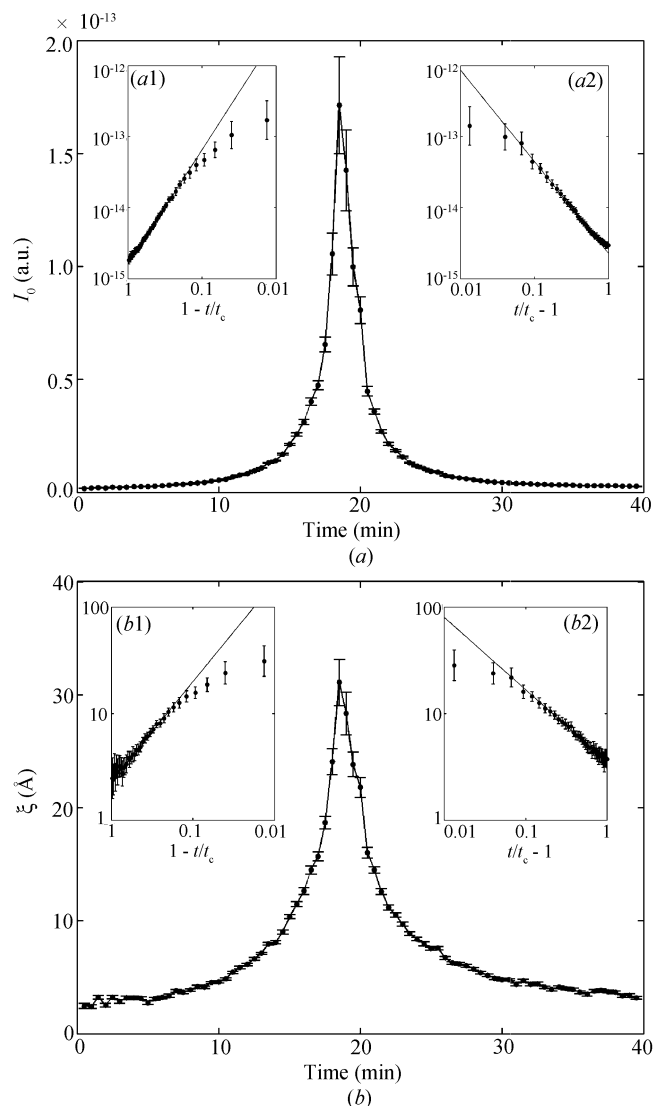 × 10⁻¹³
2.0
1.5
1.0
0.5
0.0
I₀ (a.u.)
(a1)
10⁻¹²
10⁻¹³
10⁻¹⁴
10⁻¹⁵
1 0.1 0.01
1 - t/tc
(a2)
10⁻¹²
10⁻¹³
10⁻¹⁴
10⁻¹⁵
0.01 0.1 1
t/tc - 1
0 10 20 30 40
Time (min)
(a)
40
30
20
10
0
ξ (Å)
(b1)
100
10
1
1 0.1 0.01
1 - t/tc
(b2)
100
10
1
0.01 0.1 1
t/tc - 1
0 10 20 30 40
Time (min)
(b)